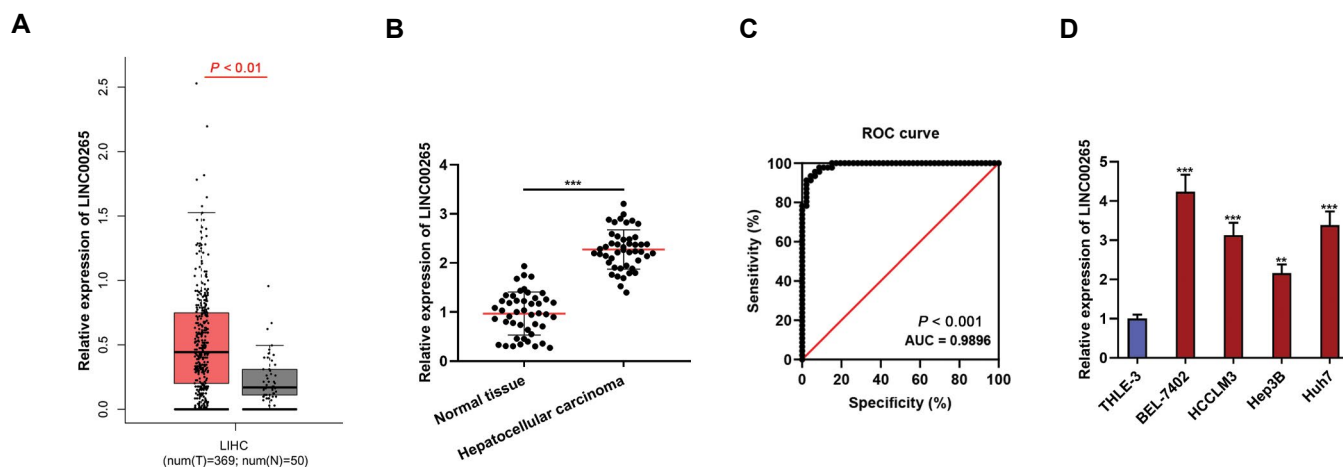 A
Relative expression of LINC00265
2.5
2.0
1.5
1.0
0.5
0.0
P < 0.01
LIHC
(num(T)=369; num(N)=50)
B
Relative expression of LINC00265
4
3
2
1
0
***
Normal tissue
Hepatocellular carcinoma
C
ROC curve
Sensitivity (%)
100
80
60
40
20
0
P < 0.001
AUC = 0.9896
0 20 40 60 80 100
Specificity (%)
D
Relative expression of LINC00265
5
4
3
2
1
0
***
***
**
***
THLE-3
BEL-7402
HCCLM3
Hep3B
Huh7